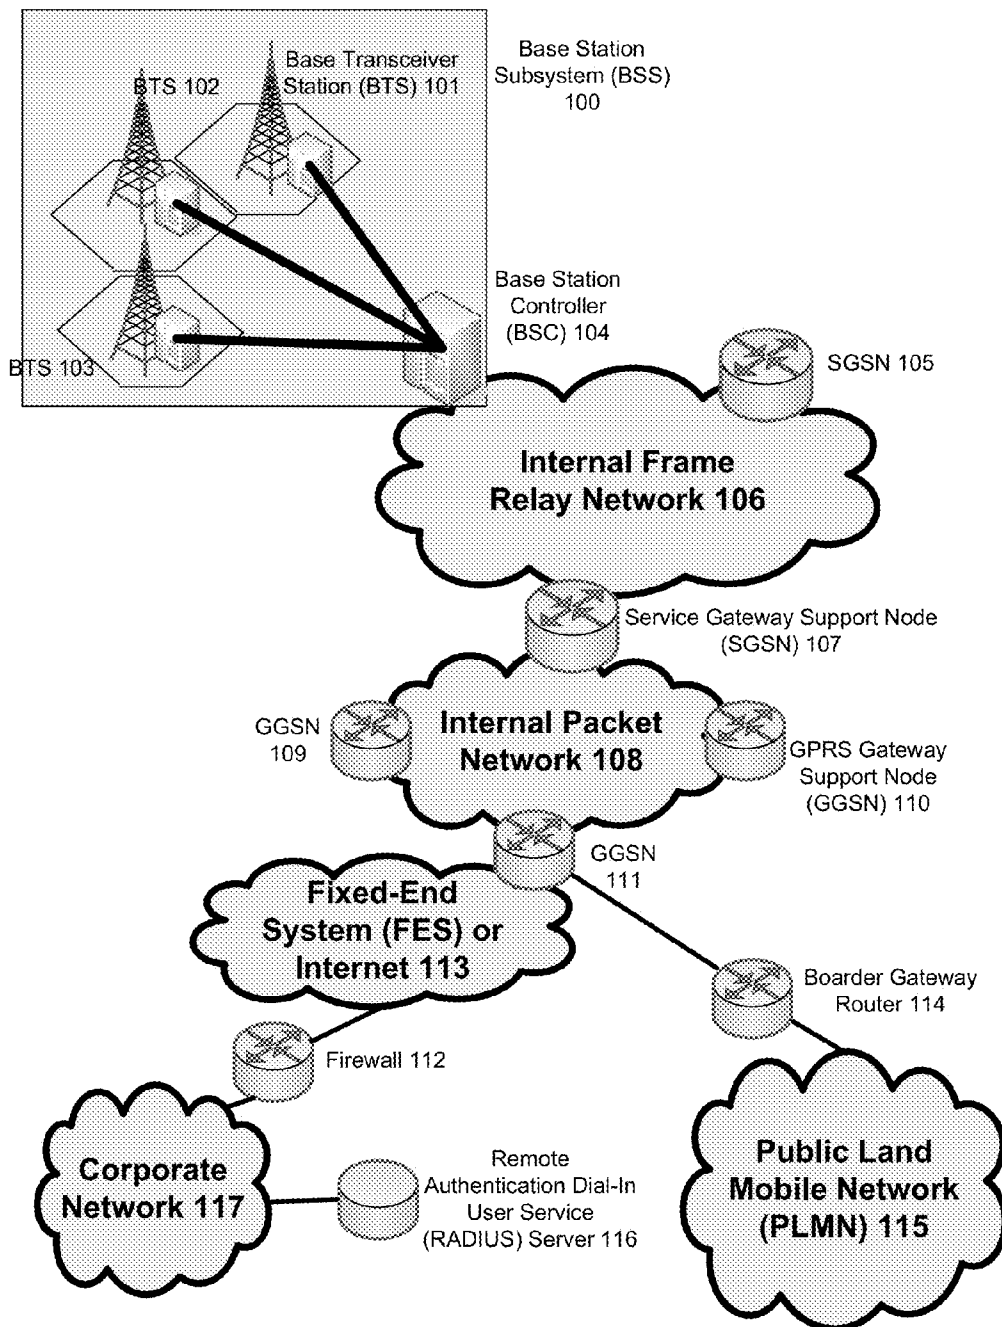 Base Transceiver
Station (BTS) 101
BTS 102
Base Station
Subsystem (BSS)
100
Base Station
Controller
(BSC) 104
BTS 103
SGSN 105
Internal Frame
Relay Network 106
Service Gateway Support Node
(SGSN) 107
GGSN
109
Internal Packet
Network 108
GPRS Gateway
Support Node
(GGSN) 110
GGSN
111
Fixed-End
System (FES) or
Internet 113
Boarder Gateway
Router 114
Firewall 112
Corporate
Network 117
Remote
Authentication Dial-In
User Service
(RADIUS) Server 116
Public Land
Mobile Network
(PLMN) 115